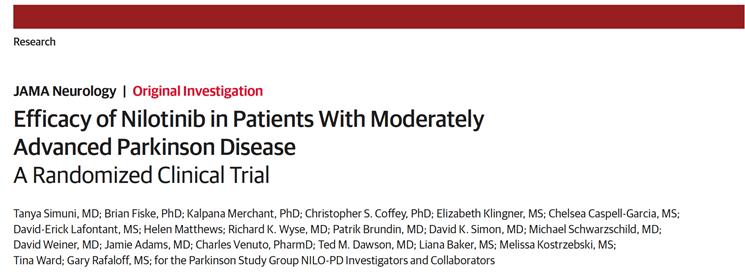 Research
JAMA Neurology | Original Investigation
Efficacy of Nilotinib in Patients With Moderately
Advanced Parkinson Disease
A Randomized Clinical Trial
Tanya Simuni, MD; Brian Fiske, PhD; Kalpana Merchant, PhD; Christopher S. Coffey, PhD; Elizabeth Klingner, MS; Chelsea Caspell-Garcia, MS;
David-Erick Lafontant, MS; Helen Matthews; Richard K. Wyse, MD; Patrik Brundin, MD; David K. Simon, MD; Michael Schwarzschild, MD;
David Weiner, MD; Jamie Adams, MD; Charles Venuto, PharmD; Ted M. Dawson, MD; Liana Baker, MS; Melissa Kostrzebski, MS;
Tina Ward; Gary Rafaloff, MS; for the Parkinson Study Group NILO-PD Investigators and Collaborators